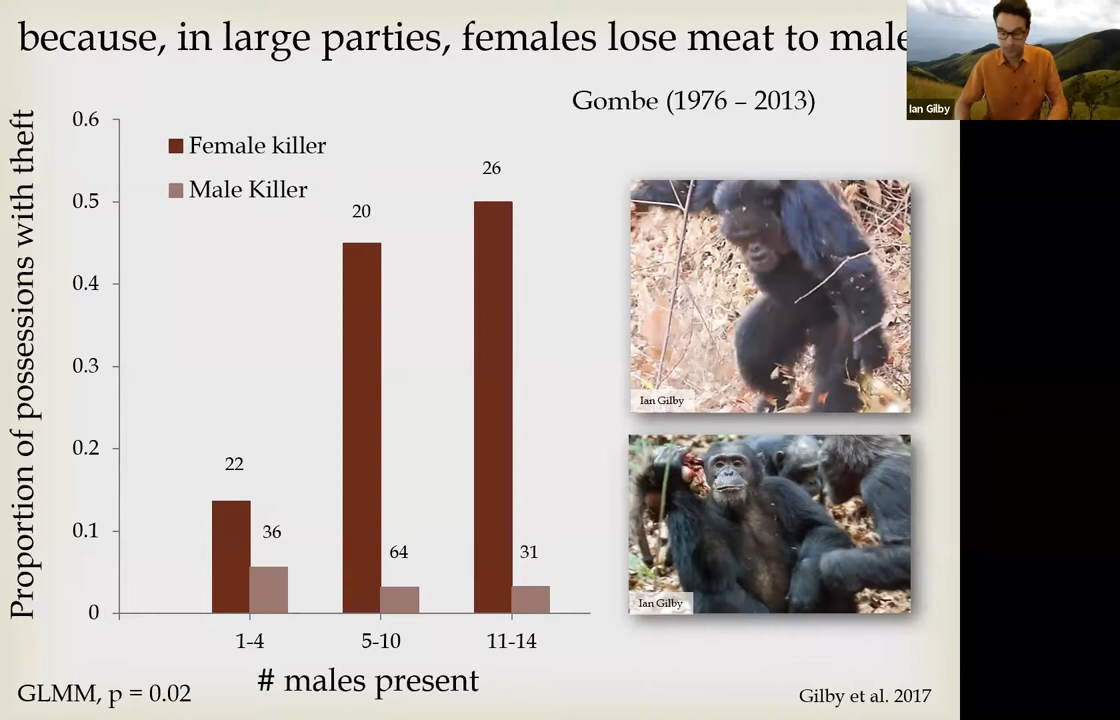 because, in large parties, females lose meat to male
Ian Gilby
Gombe (1976 – 2013)
Proportion of possessions with theft
0.6
0.5
0.4
0.3
0.2
0.1
0
Female killer
Male Killer
22
36
20
64
26
31
1-4
5-10
11-14
# males present
Ian Gilby
Ian Gilby
GLMM, p = 0.02
Gilby et al. 2017